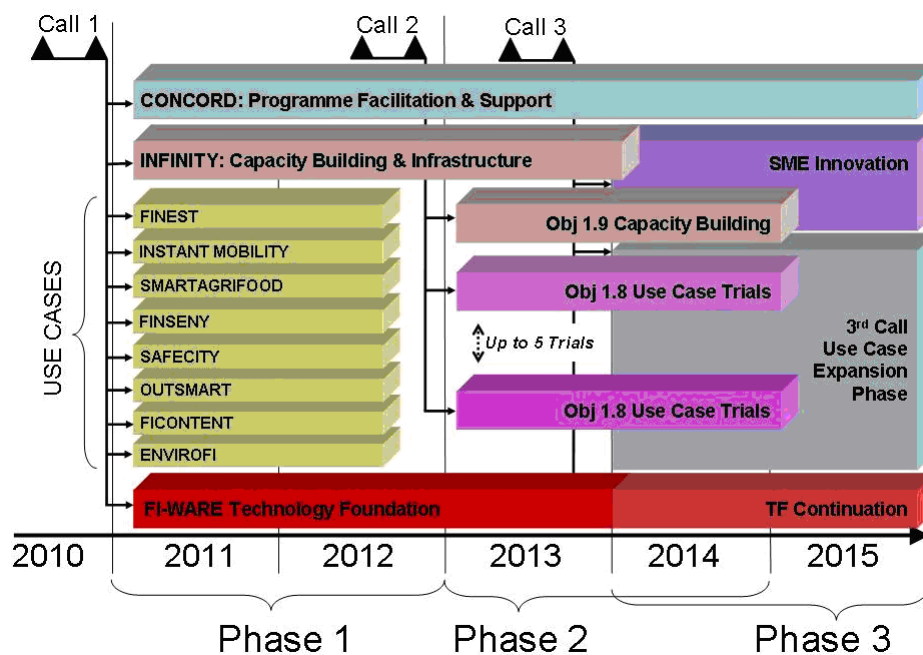 Call 1
Call 2
Call 3
CONCORD: Programme Facilitation & Support
INFINITY: Capacity Building & Infrastructure
SME Innovation
USE CASES
FINEST
INSTANT MOBILITY
SMARTAGRIFOOD
FINSENY
SAFECITY
OUTSMART
FICONTENT
ENVIROFI
Obj 1.9 Capacity Building
Obj 1.8 Use Case Trials
Up to 5 Trials
Obj 1.8 Use Case Trials
3rd Call
Use Case
Expansion
Phase
FI-WARE Technology Foundation
TF Continuation
2010 2011 2012 2013 2014 2015
Phase 1 Phase 2 Phase 3